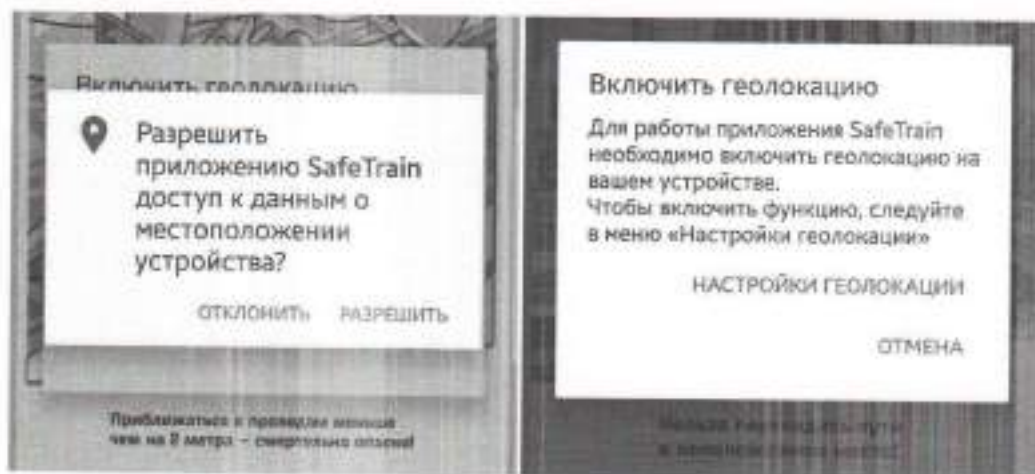 Включить геолокацию
Разрешить
приложению SafeTrain
доступ к данным о
местоположении
устройства?
ОТКЛОНИТЬ РАЗРЕШИТЬ
Приближаться к проводам меньше
чем на 2 метра – смертельно опасно!
Включить геолокацию
Для работы приложения SafeTrain
необходимо включить геолокацию на
вашем устройстве.
Чтобы включить функцию, следуйте
в меню «Настройки геолокации»
НАСТРОЙКИ ГЕОЛОКАЦИИ
ОТМЕНА